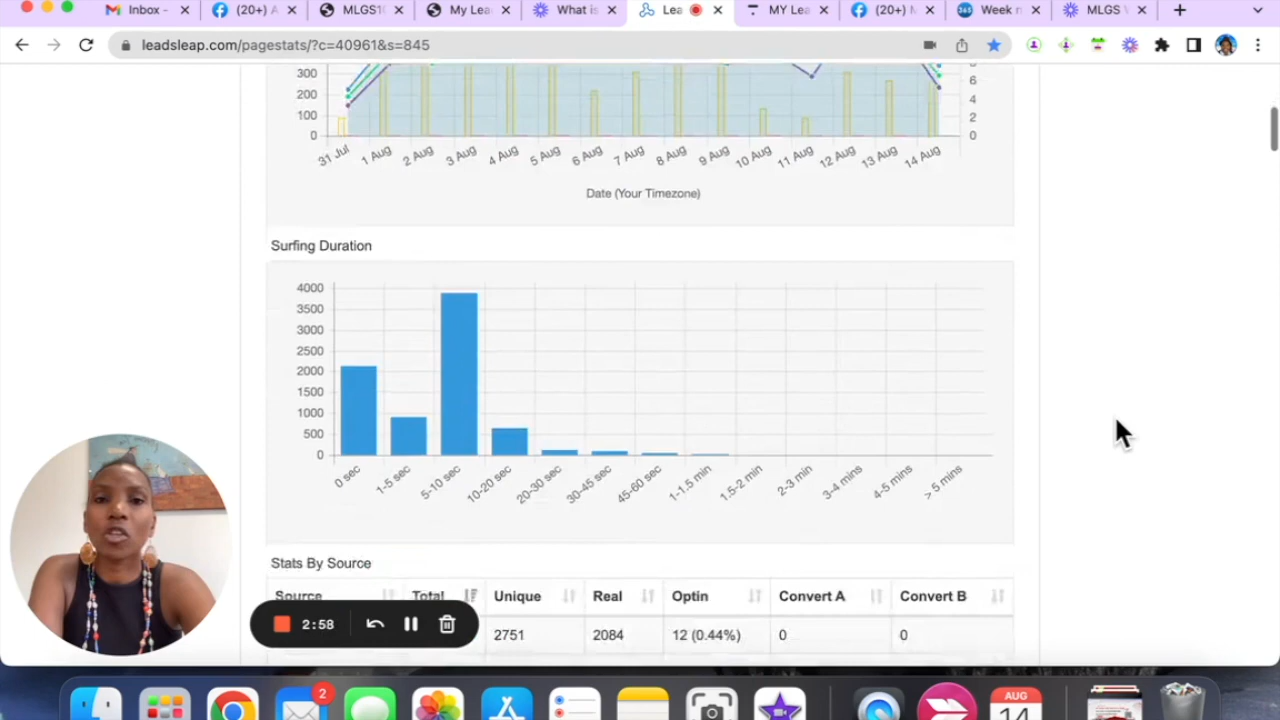 Inbox -
(20+) A
MLGS10
My Lea
What is
Lea
MY Lea
(20+) M
365 Week n
MLGS V
leadsleap.com/pagestats/?c=40961&s=845
300
200
100
0
8
6
4
2
0
31 Jul 1 Aug 2 Aug 3 Aug 4 Aug 5 Aug 6 Aug 7 Aug 8 Aug 9 Aug 10 Aug 11 Aug 12 Aug 13 Aug 14 Aug
Date (Your Timezone)
Surfing Duration
4000
3500
3000
2500
2000
1500
1000
500
0
0 sec 1-5 sec 5-10 sec 10-20 sec 20-30 sec 30-45 sec 45-60 sec 1-1.5 min 1.5-2 min 2-3 min 3-4 mins 4-5 mins > 5 mins
Stats By Source
Source Total Unique Real Optin Convert A Convert B
2751 2084 12 (0.44%) 0 0
2:58
2
AUG
14